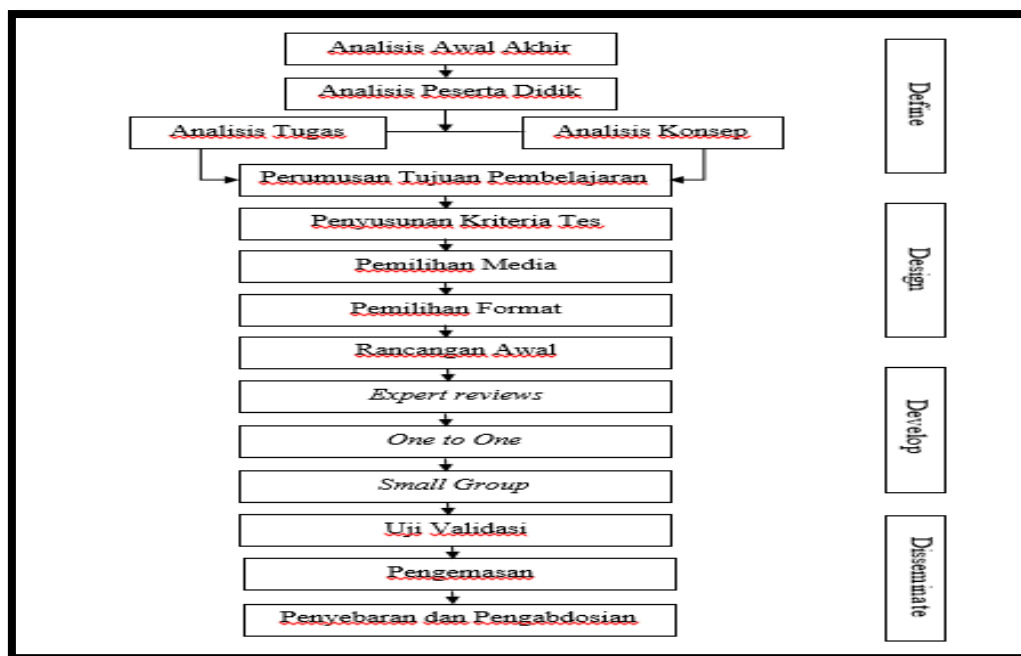 Analisis Awal Akhir
Analisis Peserta Didik
Analisis Tugas
Analisis Konsep
Perumusan Tujuan Pembelajaran
Define
Penyusunan Kriteria Tes
Pemilihan Media
Pemilihan Format
Rancangan Awal
Design
Expert reviews
One to One
Small Group
Develop
Uji Validasi
Pengemasan
Penyebaran dan Pengabdosian
Disseminate